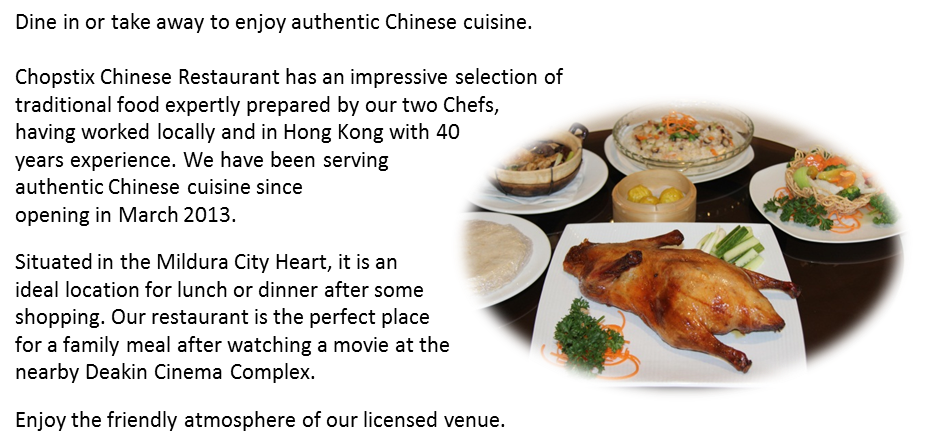 Dine in or take away to enjoy authentic Chinese cuisine.
Chopstix Chinese Restaurant has an impressive selection of
traditional food expertly prepared by our two Chefs,
having worked locally and in Hong Kong with 40
years experience. We have been serving
authentic Chinese cuisine since
opening in March 2013.
Situated in the Mildura City Heart, it is an
ideal location for lunch or dinner after some
shopping. Our restaurant is the perfect place
for a family meal after watching a movie at the
nearby Deakin Cinema Complex.
Enjoy the friendly atmosphere of our licensed venue.